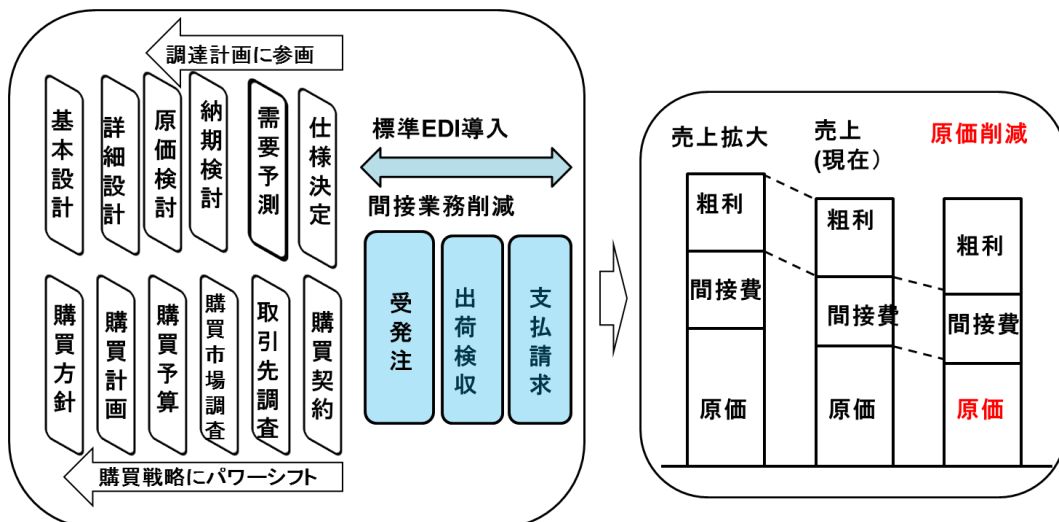 調達計画に参画
基本設計
詳細設計
原価検討
納期検討
需要予測
仕様決定
標準EDI導入
間接業務削減
購買方針
購買計画
購買予算
購買市場調査
取引先調査
購買契約
受発注
出荷検収
支払請求
購買戦略にパワーシフト
売上拡大
粗利
間接費
原価
売上
(現在）
粗利
間接費
原価
原価削減
粗利
間接費
原価